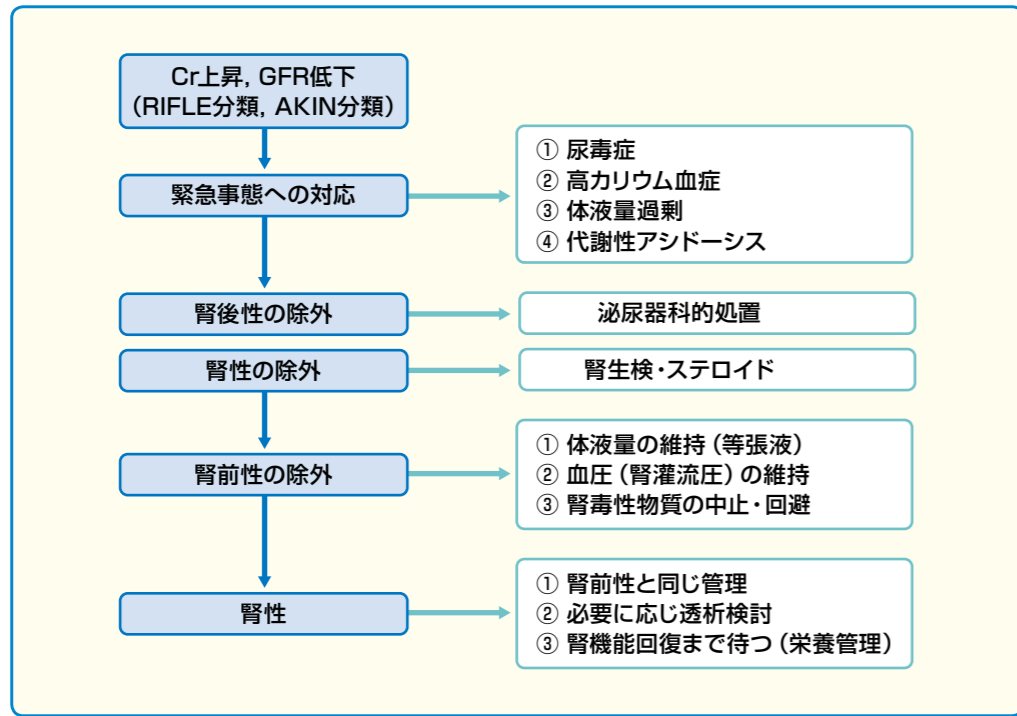 Cr上昇, GFR低下
(RIFLE分類, AKIN分類)
緊急事態への対応
① 尿毒症
② 高カリウム血症
③ 体液量過剰
④ 代謝性アシドーシス
腎後性の除外
泌尿器科的処置
腎性の除外
腎生検・ステロイド
腎前性の除外
① 体液量の維持(等張液)
② 血圧(腎灌流圧)の維持
③ 腎毒性物質の中止・回避
腎性
① 腎前性と同じ管理
② 必要に応じ透析検討
③ 腎機能回復まで待つ(栄養管理)